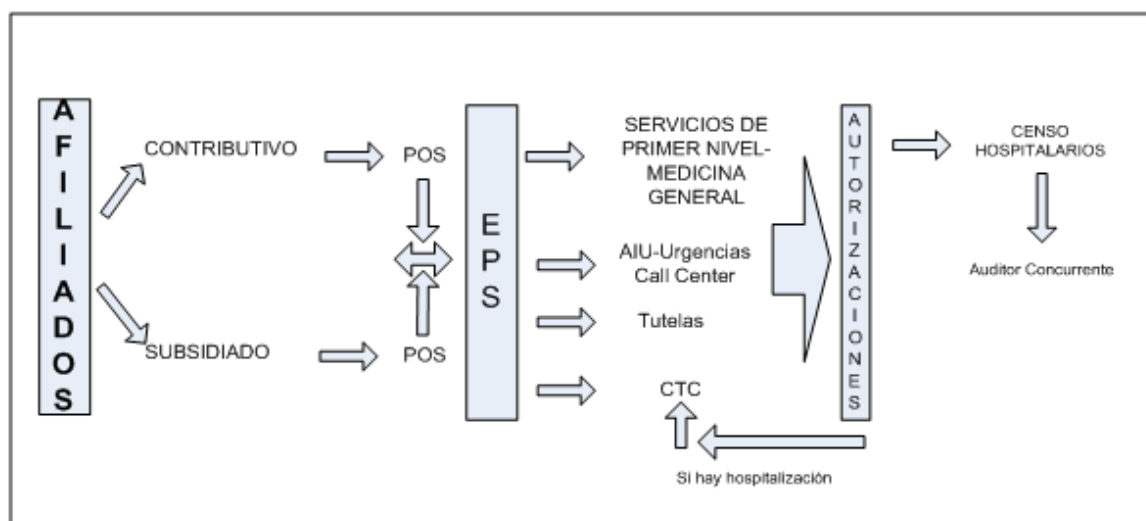 AFILIADOS
CONTRIBUTIVO
POS
SUBSIDIADO
POS
EPS
SERVICIOS DE
PRIMER NIVEL-
MEDICINA
GENERAL
AIU-Urgencias
Call Center
Tutelas
CTC
Si hay hospitalización
AUTORIZACIONES
CENSO
HOSPITALARIOS
Auditor Concurrente